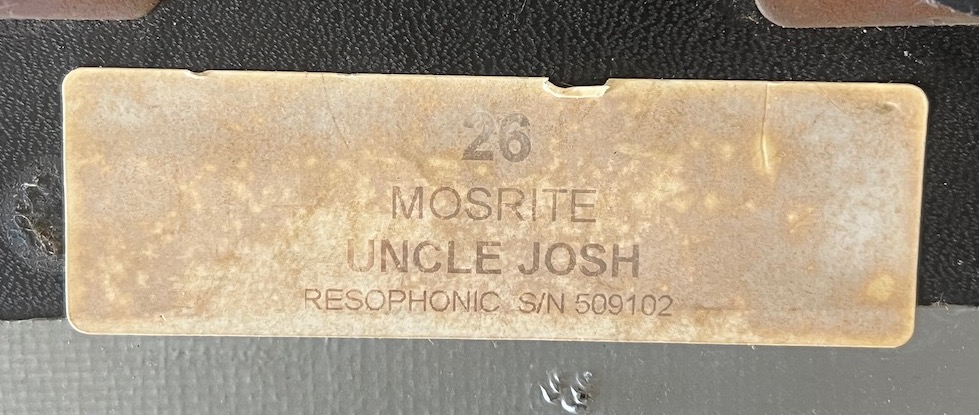 26
MOSRITE
UNCLE JOSH
RESOPHONIC S/N 509102